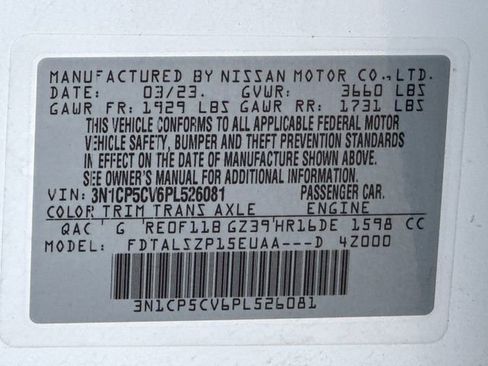 MANUFACTURED BY NISSAN MOTOR CO., LTD.
DATE: 03/23. GVWR: 3660 LBS
GAWR FR: 1929 LBS GAWR RR: 1731 LBS
THIS VEHICLE CONFORMS TO ALL APPLICABLE FEDERAL MOTOR
VEHICLE SAFETY, BUMPER AND THEFT PREVENTION STANDARDS
IN EFFECT ON THE DATE OF MANUFACTURE SHOWN ABOVE.
SEE OWNER'S MANUAL FOR ADDITIONAL INFORMATION.
VIN: 3N1CP5CV6PL526081 PASSENGER CAR.
COLOR TRIM TRANS AXLE ENGINE
QAC G RE0F11B GZ39 HR16DE 1598 CC
MODEL: FDTALSZP15EUAA---D 4Z000
3N1CP5CV6PL526081